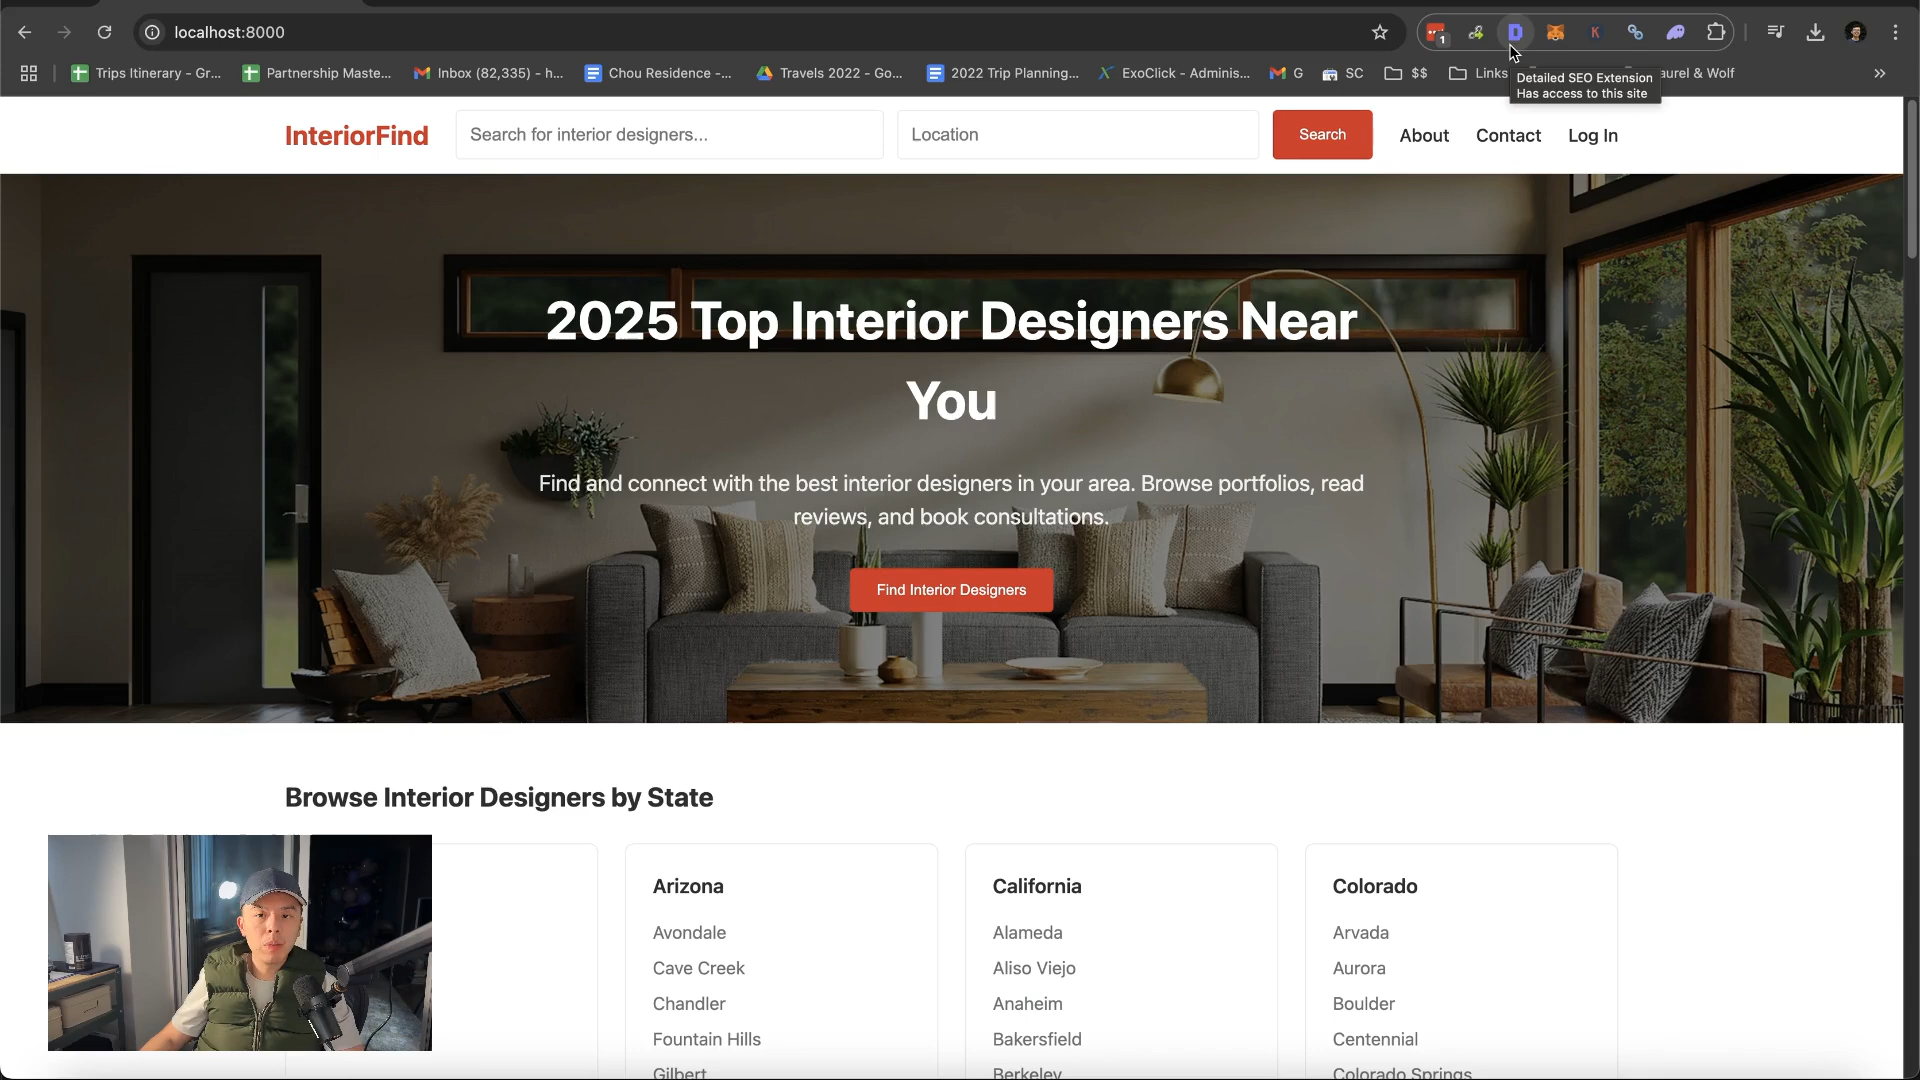 localhost:8000
1
K
Trips Itinerary - Gr...
Partnership Maste...
Inbox (82,335) - h...
Chou Residence -...
Travels 2022 - Go...
2022 Trip Planning...
ExoClick - Adminis...
G
SC
$$
Links
aurel & Wolf
Detailed SEO Extension
Has access to this site
InteriorFind
Search for interior designers...
Location
Search
About
Contact
Log In
2025 Top Interior Designers Near
You
Find and connect with the best interior designers in your area. Browse portfolios, read
reviews, and book consultations.
Find Interior Designers
Browse Interior Designers by State
Arizona
Avondale
Cave Creek
Chandler
Fountain Hills
Gilbert
California
Alameda
Aliso Viejo
Anaheim
Bakersfield
Berkeley
Colorado
Arvada
Aurora
Boulder
Centennial
Colorado Springs